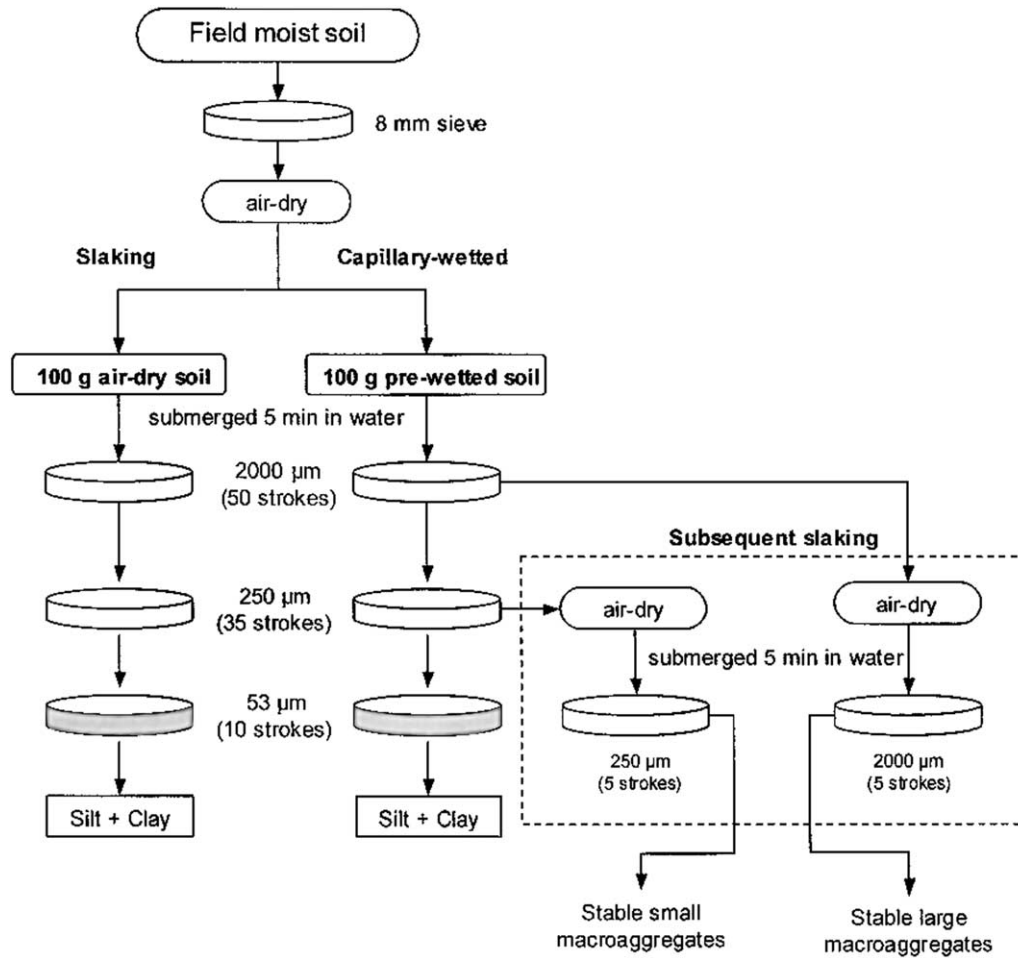 Field moist soil
8 mm sieve
air-dry
Slaking
Capillary-wetted
100 g air-dry soil
100 g pre-wetted soil
submerged 5 min in water
2000 µm
(50 strokes)
Subsequent slaking
250 µm
(35 strokes)
air-dry
air-dry
submerged 5 min in water
53 µm
(10 strokes)
250 µm
(5 strokes)
2000 µm
(5 strokes)
Silt + Clay
Silt + Clay
Stable small
macroaggregates
Stable large
macroaggregates